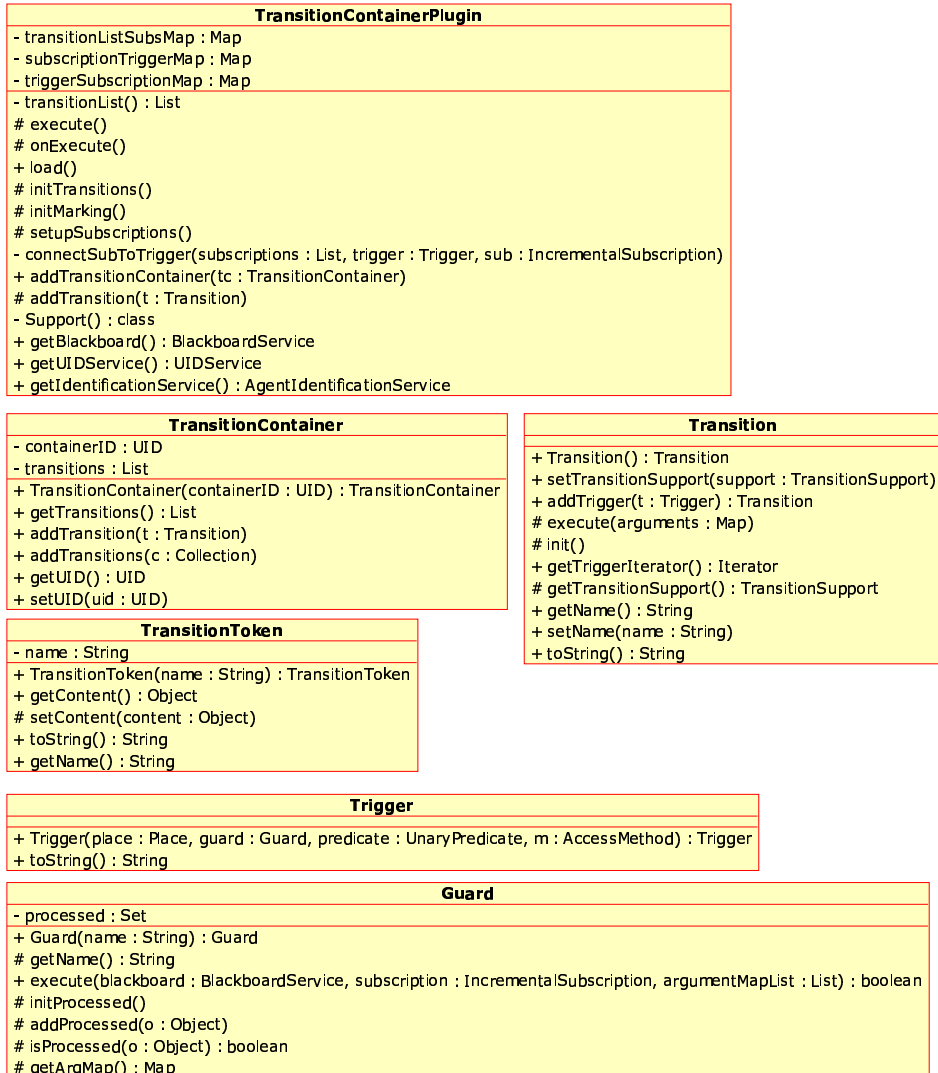 TransitionContainerPlugin
- transitionListSubsMap : Map
- subscriptionTriggerMap : Map
- triggerSubscriptionMap : Map
- transitionList() : List
# execute()
# onExecute()
+ load()
# initTransitions()
# initMarking()
# setupSubscriptions()
- connectSubToTrigger(subscriptions : List, trigger : Trigger, sub : IncrementalSubscription)
+ addTransitionContainer(tc : TransitionContainer)
# addTransition(t : Transition)
- Support() : class
+ getBlackboard() : BlackboardService
+ getUIDService() : UIDService
+ getIdentificationService() : AgentIdentificationService
TransitionContainer
- containerID : UID
- transitions : List
+ TransitionContainer(containerID : UID) : TransitionContainer
+ getTransitions() : List
+ addTransition(t : Transition)
+ addTransitions(c : Collection)
+ getUID() : UID
+ setUID(uid : UID)
Transition
+ Transition() : Transition
+ setTransitionSupport(support : TransitionSupport)
+ addTrigger(t : Trigger) : Transition
# execute(arguments : Map)
# init()
+ getTriggerIterator() : Iterator
# getTransitionSupport() : TransitionSupport
+ getName() : String
+ setName(name : String)
+ toString() : String
TransitionToken
- name : String
+ TransitionToken(name : String) : TransitionToken
+ getContent() : Object
# setContent(content : Object)
+ toString() : String
+ getName() : String
Trigger
+ Trigger(place : Place, guard : Guard, predicate : UnaryPredicate, m : AccessMethod) : Trigger
+ toString() : String
Guard
- processed : Set
+ Guard(name : String) : Guard
# getName() : String
+ execute(blackboard : BlackboardService, subscription : IncrementalSubscription, argumentMapList : List) : boolean
# initProcessed()
# addProcessed(o : Object)
# isProcessed(o : Object) : boolean
# getArgMap() : Map